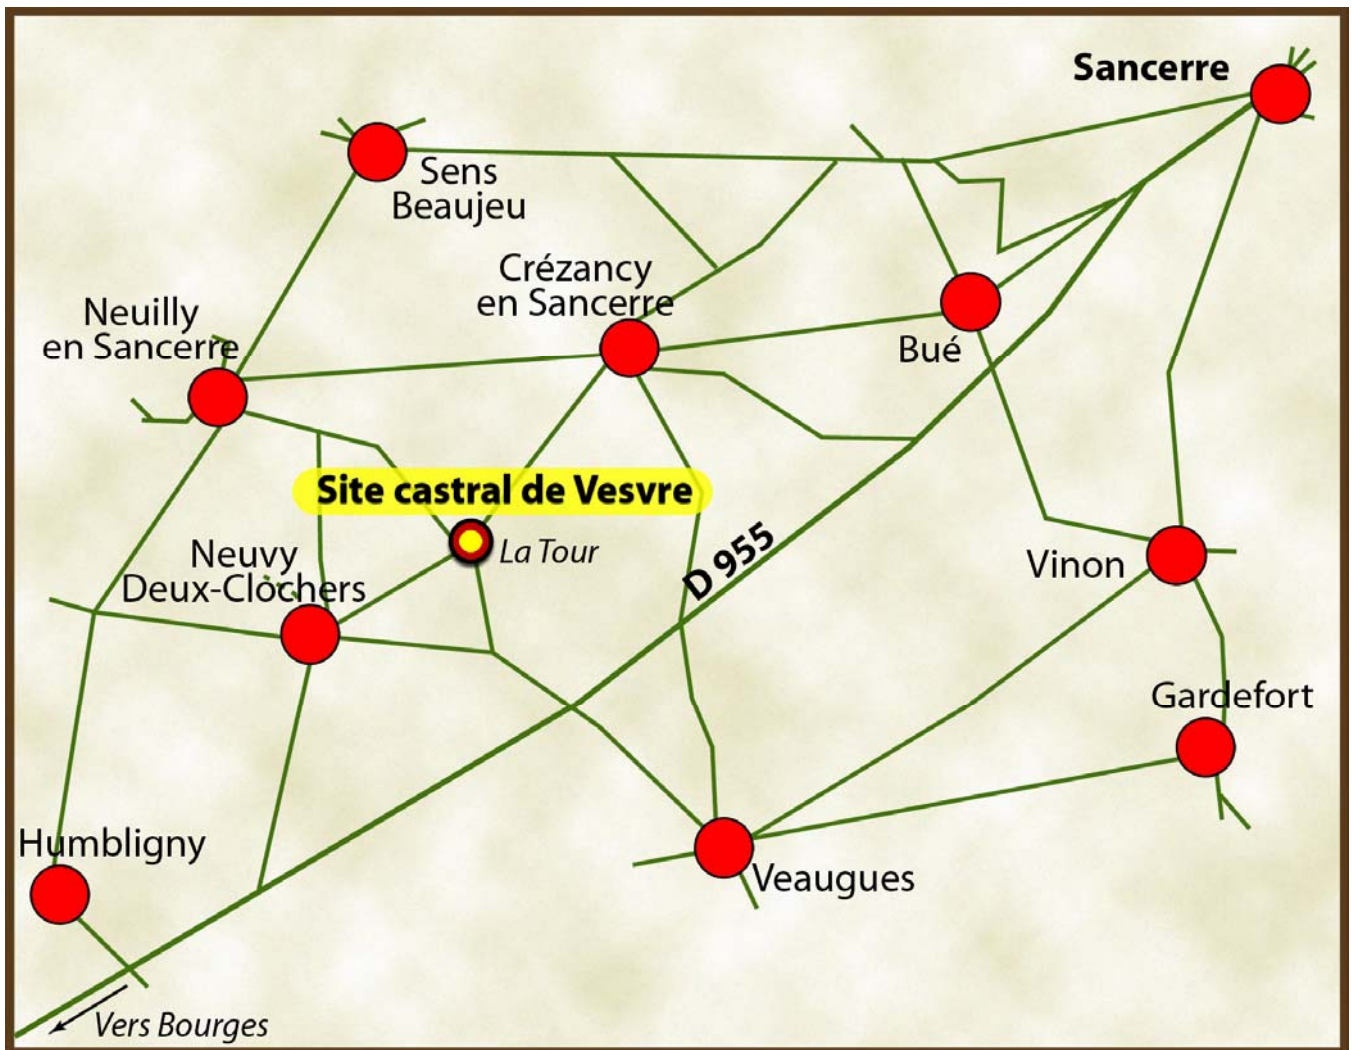 Sancerre
Sens
Beaujeu
Crézancy
en Sancerre
Neuilly
en Sancerre
Bué
Site castral de Vesvre
La Tour
Neuvy
Deux-Clochers
D 955
Vinon
Gardefort
Humbligny
Veaugues
Vers Bourges